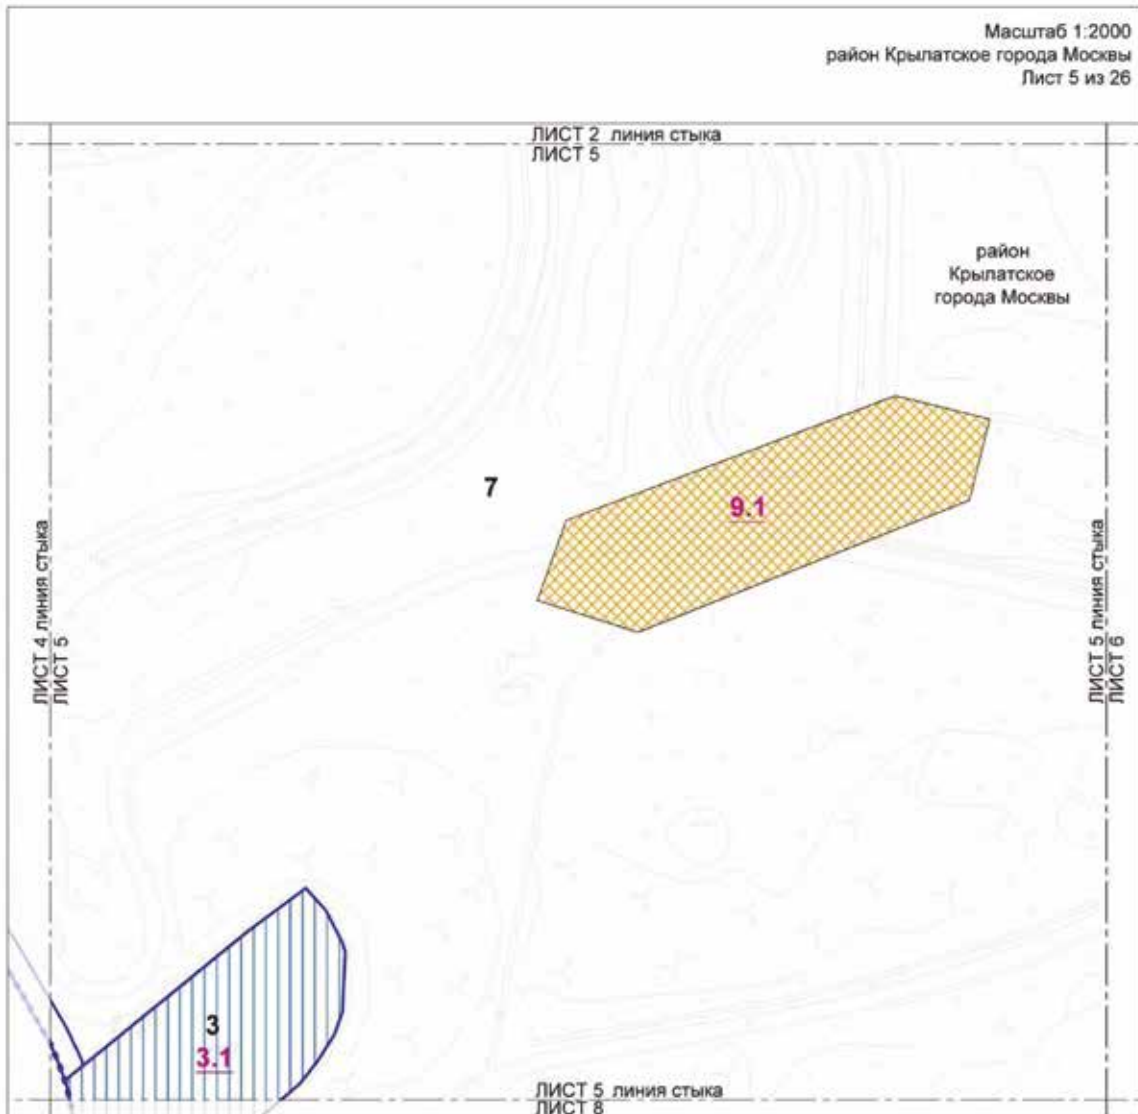 Масштаб 1:2000
район Крылатское города Москвы
Лист 5 из 26
ЛИСТ 2 линия стыка
ЛИСТ 5
район
Крылатское
города Москвы
7
9.1
ЛИСТ 4 линия стыка
ЛИСТ 5
ЛИСТ 5 линия стыка
ЛИСТ 6
3
3.1
ЛИСТ 5 линия стыка
ЛИСТ 8